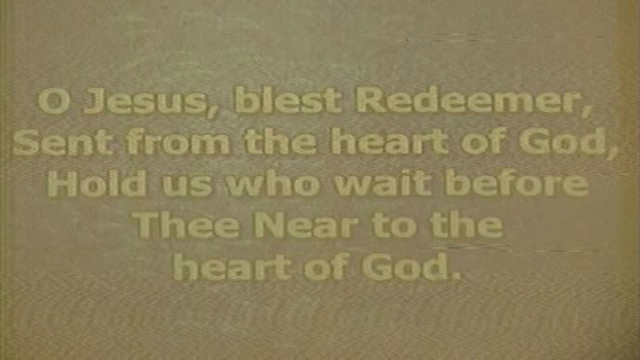 O Jesus, blest Redeemer,
Sent from the heart of God,
Hold us who wait before
Thee Near to the
heart of God.